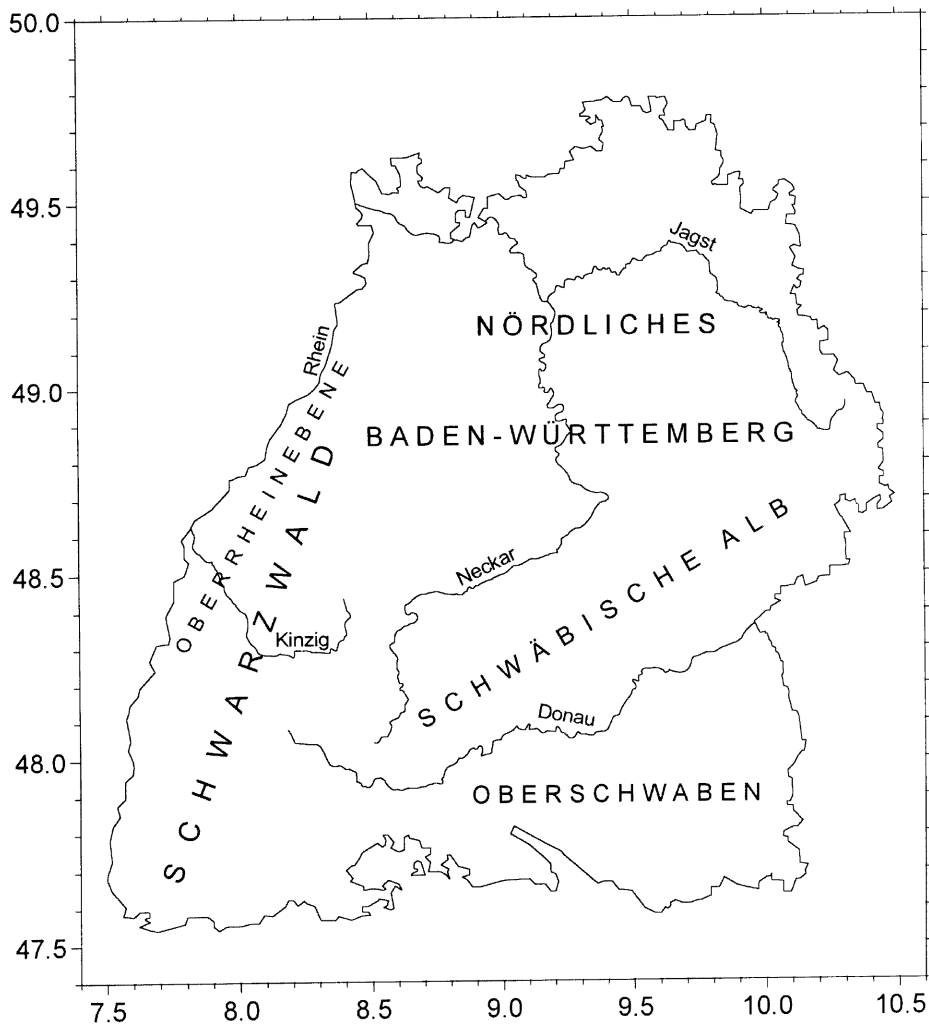 50.0
49.5
49.0
48.5
48.0
47.5
Jagst
NÖRDLICHES
Rhein
OBERRHEINEBENE
BADEN-WÜRTTEMBERG
SCHWARZWALD
SCHWÄBISCHE ALB
Neckar
Kinzig
Donau
OBERSCHWABEN
7.5 8.0 8.5 9.0 9.5 10.0 10.5